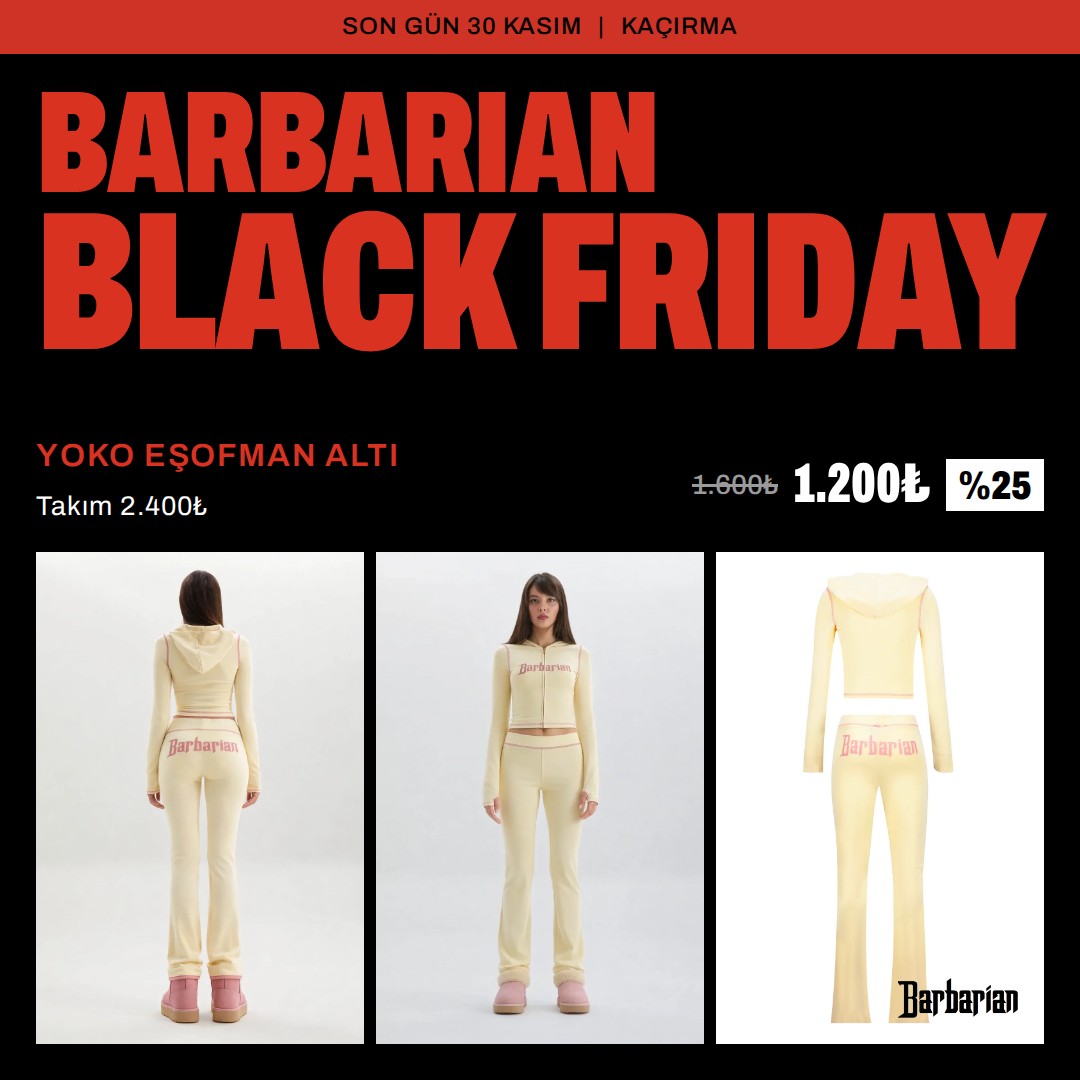 SON GÜN 30 KASIM | KAÇIRMA
BARBARIAN
BLACK FRIDAY
YOKO EŞOFMAN ALTI
Takım 2.400₺
1.600₺ 1.200₺ %25
Barbarian
Barbarian
Barbarian
Barbarian